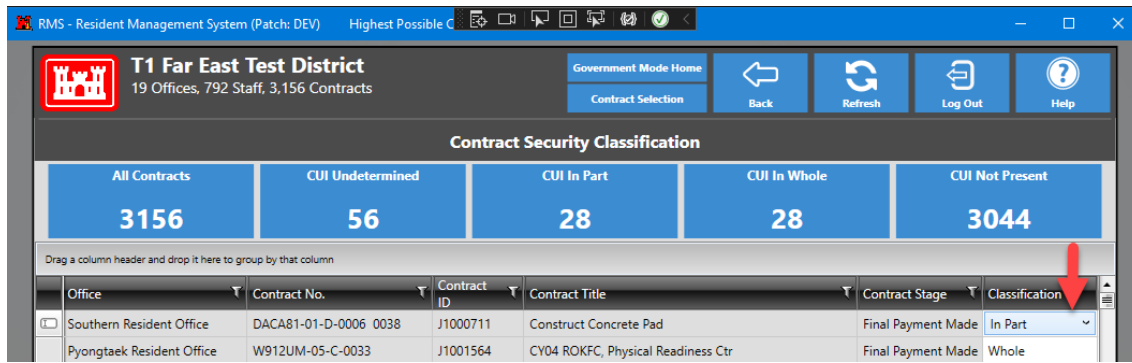 RMS - Resident Management System (Patch: DEV) Highest Possible C
T1 Far East Test District
19 Offices, 792 Staff, 3,156 Contracts
Government Mode Home
Contract Selection
Back
Refresh
Log Out
Help
Contract Security Classification
All Contracts CUI Undetermined CUI In Part CUI In Whole CUI Not Present
3156 56 28 28 3044
Drag a column header and drop it here to group by that column
Office Contract No. Contract ID Contract Title Contract Stage Classification
Southern Resident Office DACA81-01-D-0006 0038 J1000711 Construct Concrete Pad Final Payment Made In Part
Pyongtaek Resident Office W912UM-05-C-0033 J1001564 CY04 ROKFC, Physical Readiness Ctr Final Payment Made Whole